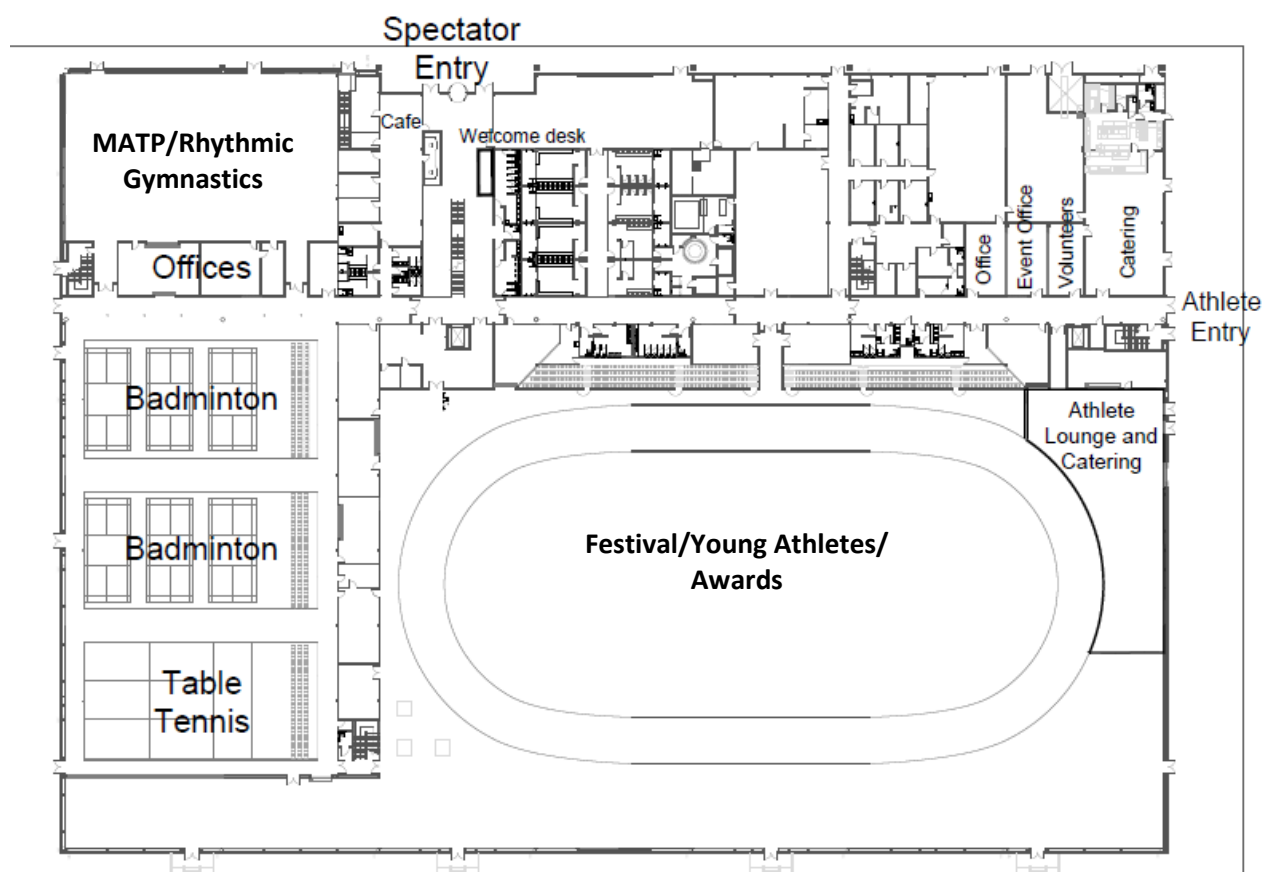 Spectator
Entry
Cafe
Welcome desk
MATP/Rhythmic
Gymnastics
Offices
Office
Event Office
Volunteers
Catering
Athlete
Entry
Badminton
Athlete
Lounge and
Catering
Badminton
Festival/Young Athletes/
Awards
Table
Tennis